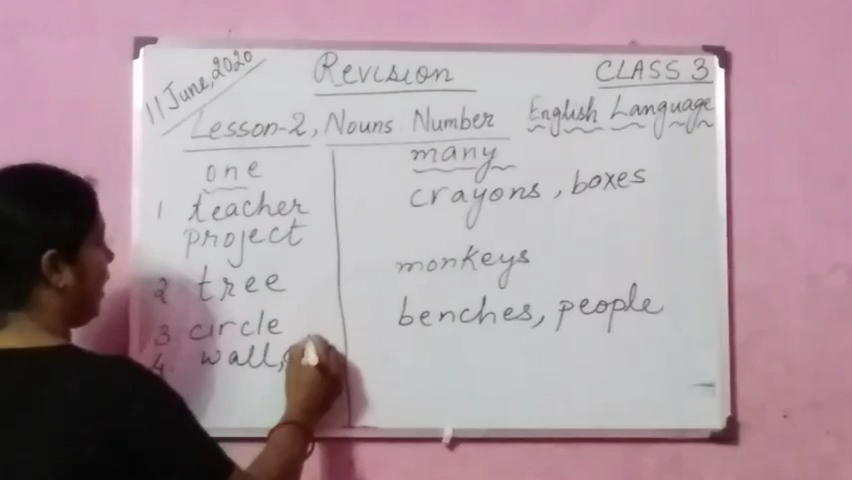 11 June, 2020
Revision
CLASS 3
Lesson-2, Nouns Number
English Language
one
many
1 teacher
crayons, boxes
project
2 tree
monkeys
3 circle
benches, people
4. wall,